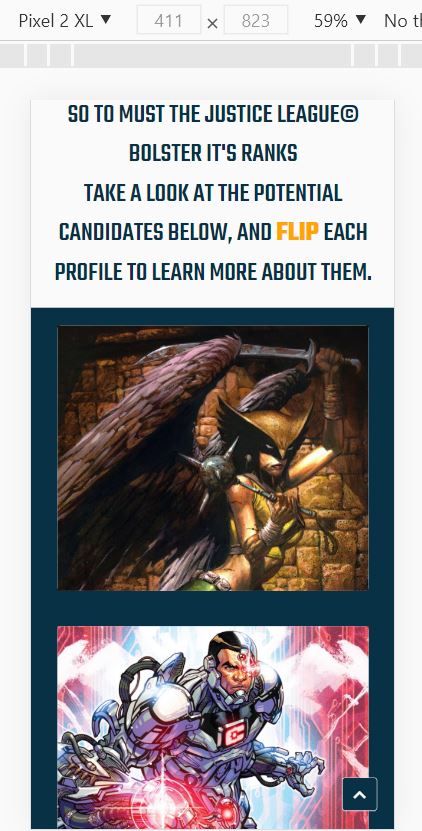 Pixel 2 XL ▼ 411 × 823 59% ▼ No th
SO TO MUST THE JUSTICE LEAGUE©
BOLSTER IT'S RANKS
TAKE A LOOK AT THE POTENTIAL
CANDIDATES BELOW, AND FLIP EACH
PROFILE TO LEARN MORE ABOUT THEM.